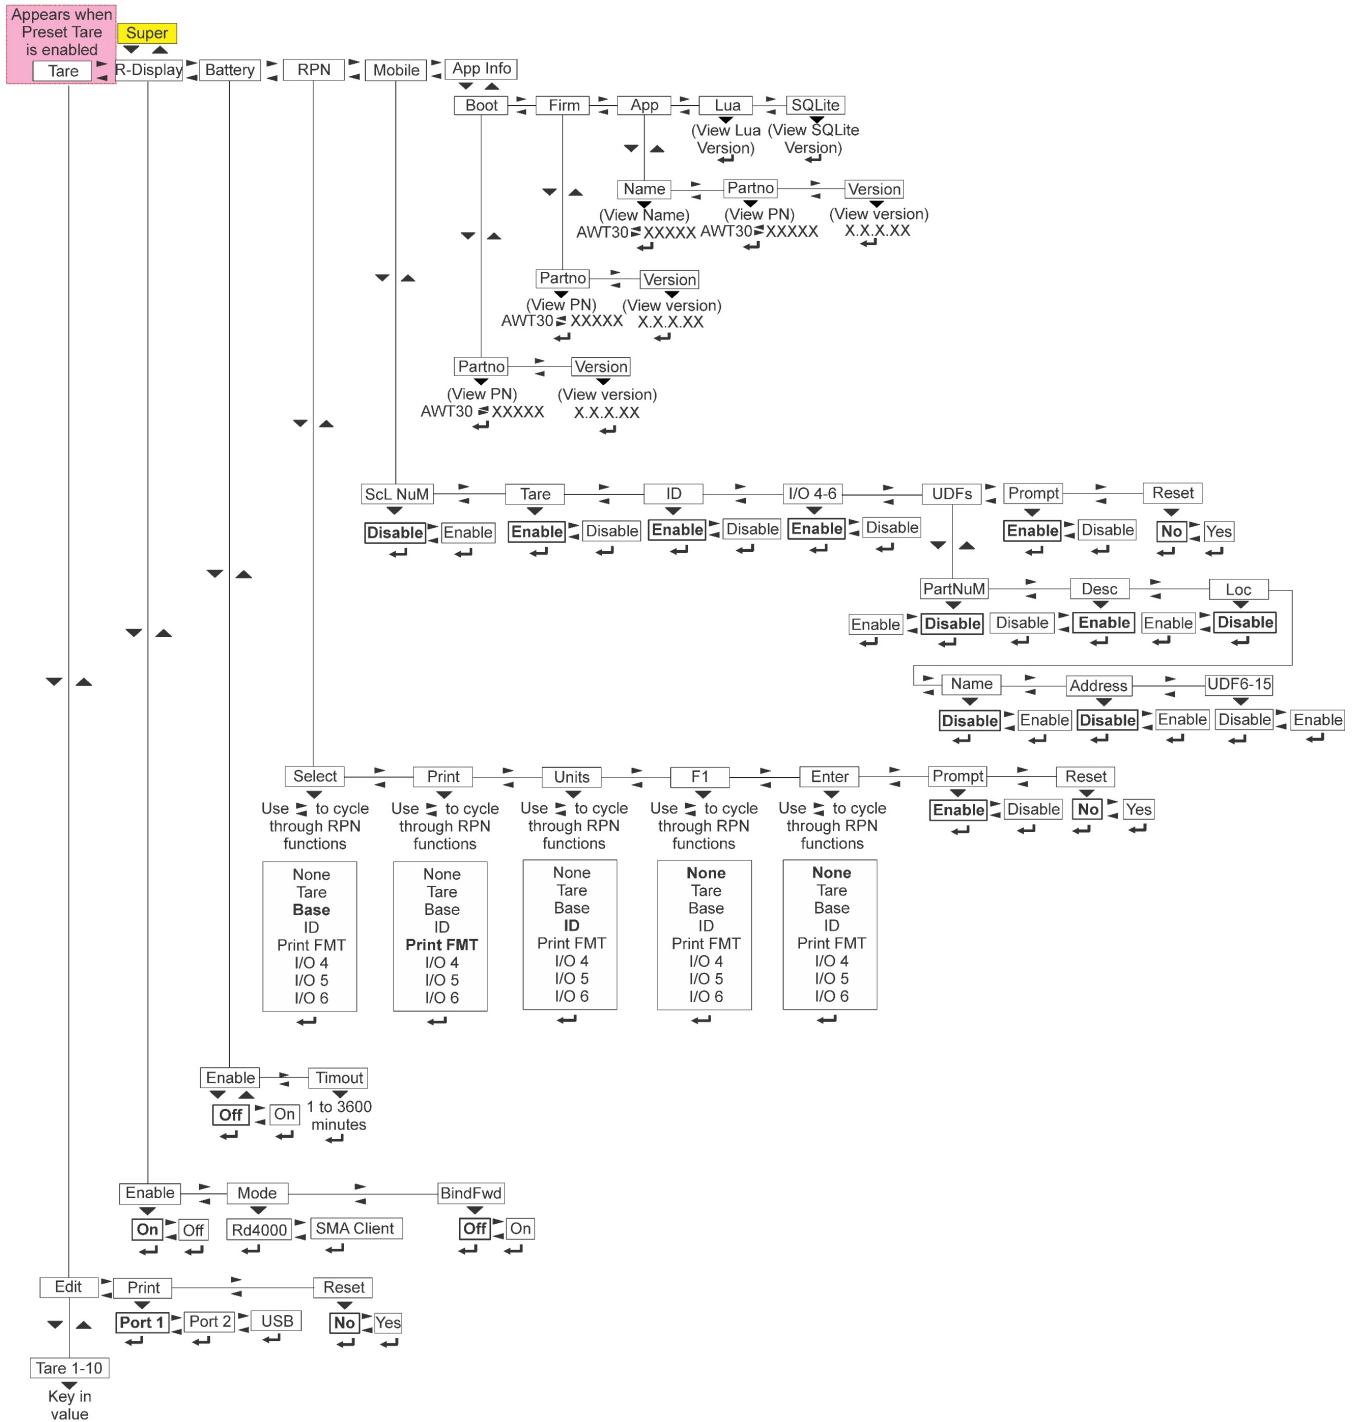 Appears when
Preset Tare
is enabled
Super
Tare R-Display Battery RPN Mobile App Info
Boot Firm App Lua SQLite
(View Lua Version)
(View SQLite Version)
Name Partno Version
(View Name) (View PN) (View version)
AWT30 XXXXX AWT30 XXXXX X.X.X.XX
Partno Version
(View PN) (View version)
AWT30 XXXXX X.X.X.XX
Partno Version
(View PN) (View version)
AWT30 XXXXX X.X.X.XX
ScL NuM Tare ID I/O 4-6 UDFs Prompt Reset
Disable Enable Enable Disable Enable Disable Enable Disable Enable Disable No Yes
PartNuM Desc Loc
Enable Disable Disable Enable Enable Disable
Name Address UDF6-15
Disable Enable Disable Enable Disable Enable
Select Print Units F1 Enter Prompt Reset
Enable Disable No Yes
Use to cycle
through RPN
functions
None
Tare
Base
ID
Print FMT
I/O 4
I/O 5
I/O 6
Use to cycle
through RPN
functions
None
Tare
Base
ID
Print FMT
I/O 4
I/O 5
I/O 6
Use to cycle
through RPN
functions
None
Tare
Base
ID
Print FMT
I/O 4
I/O 5
I/O 6
Use to cycle
through RPN
functions
None
Tare
Base
ID
Print FMT
I/O 4
I/O 5
I/O 6
Use to cycle
through RPN
functions
None
Tare
Base
ID
Print FMT
I/O 4
I/O 5
I/O 6
Enable Timout
Off On 1 to 3600
minutes
Enable Mode BindFwd
On Off Rd4000 SMA Client Off On
Edit Print Reset
Port 1 Port 2 USB No Yes
Tare 1-10
Key in
value